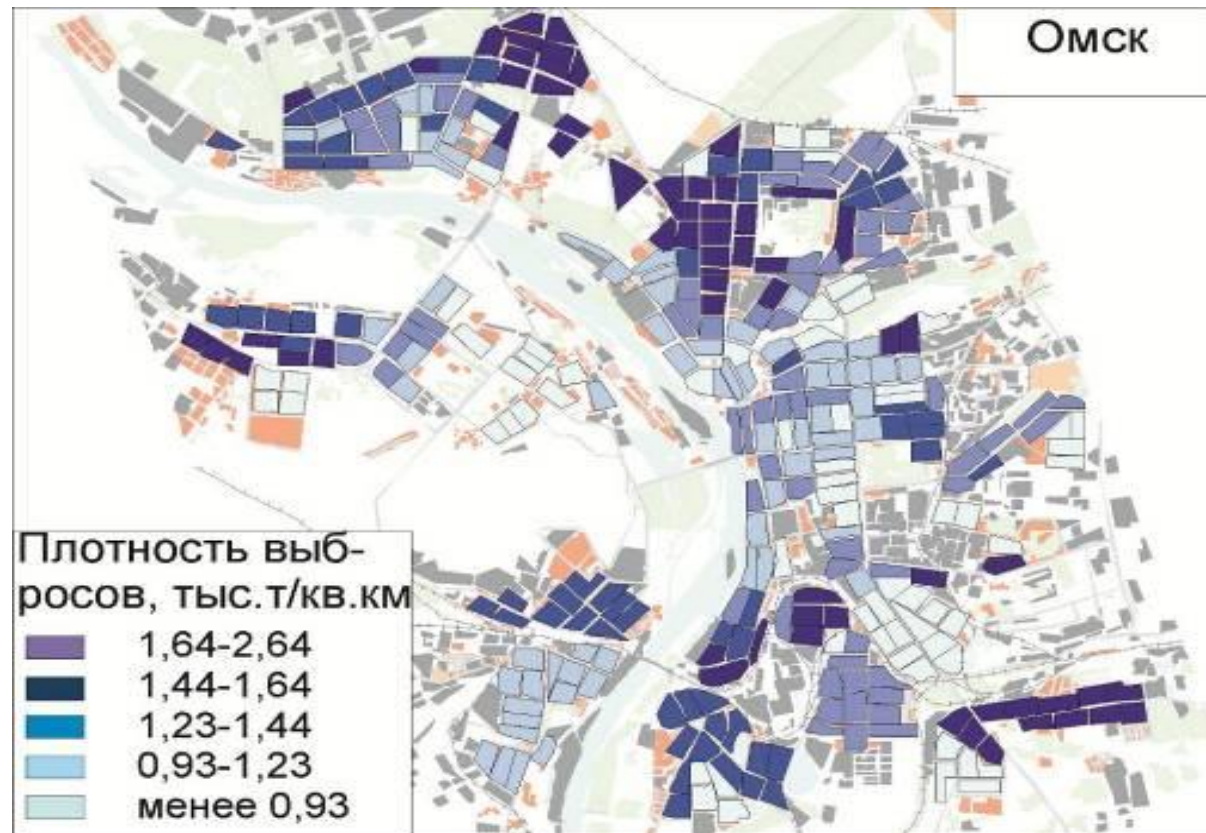 Омск
Плотность выб-
росов, тыс.т/кв.км
1,64-2,64
1,44-1,64
1,23-1,44
0,93-1,23
менее 0,93